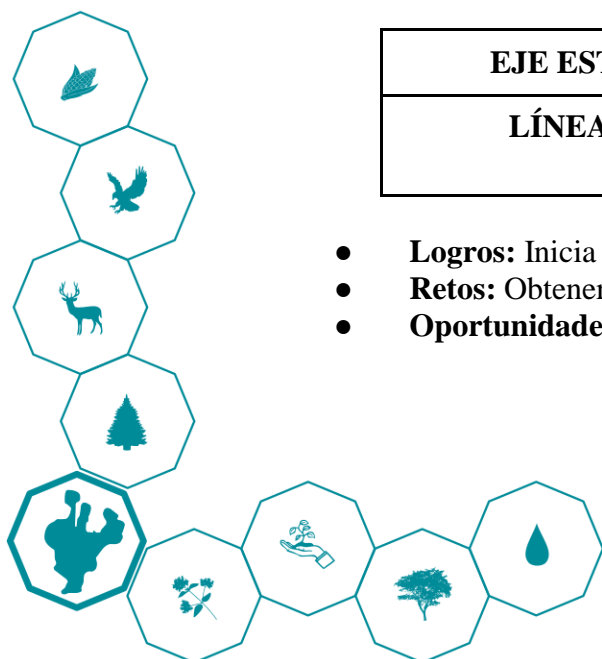 EJE EST
LÍNEA
● Logros: Inicia
● Retos: Obtener
● Oportunidade